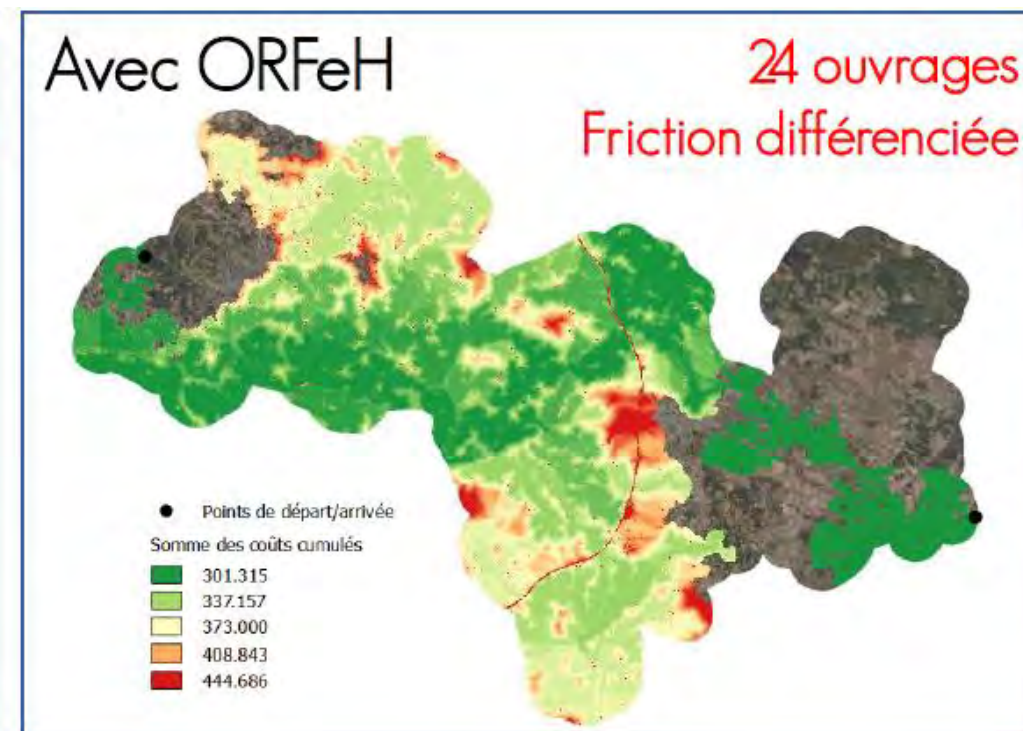 Avec ORFeH
24 ouvrages
Friction différenciée
Points de départ/arrivée
Somme des coûts cumulés
301.315
337.157
373.000
408.843
444.686